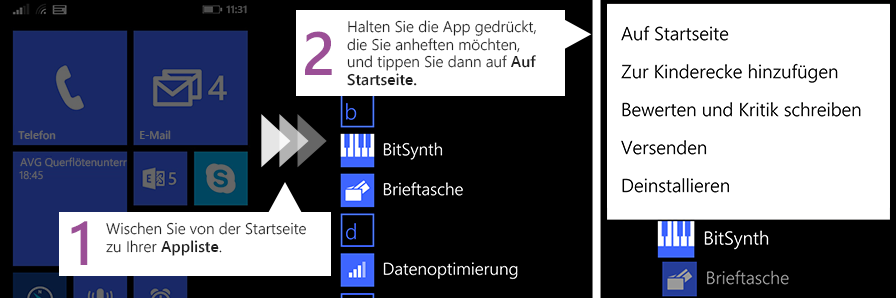 11:31
Telefon
4
E-Mail
AVG Querflötenunterr
18:45
5
1
Wischen Sie von der Startseite
zu Ihrer Appliste.
2
Halten Sie die App gedrückt,
die Sie anheften möchten,
und tippen Sie dann auf Auf
Startseite.
b
BitSynth
Brieftasche
d
Datenoptimierung
Auf Startseite
Zur Kinderecke hinzufügen
Bewerten und Kritik schreiben
Versenden
Deinstallieren
BitSynth
Brieftasche